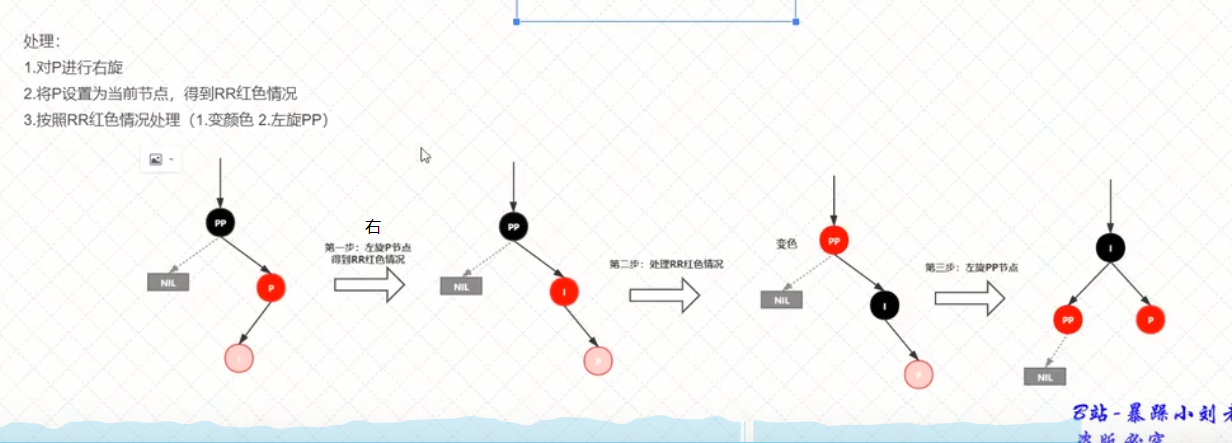 处理：
1.对P进行右旋
2.将P设置为当前节点，得到RR红色情况
3.按照RR红色情况处理（1.变颜色 2.左旋PP）
PP
NIL
P
I
右
第一步：左旋P节点
得到RR红色情况
PP
NIL
I
P
第二步：处理RR红色情况
变色
PP
NIL
I
P
第三步：左旋PP节点
I
PP
P
NIL
B站-暴躁小刘
盗版必究